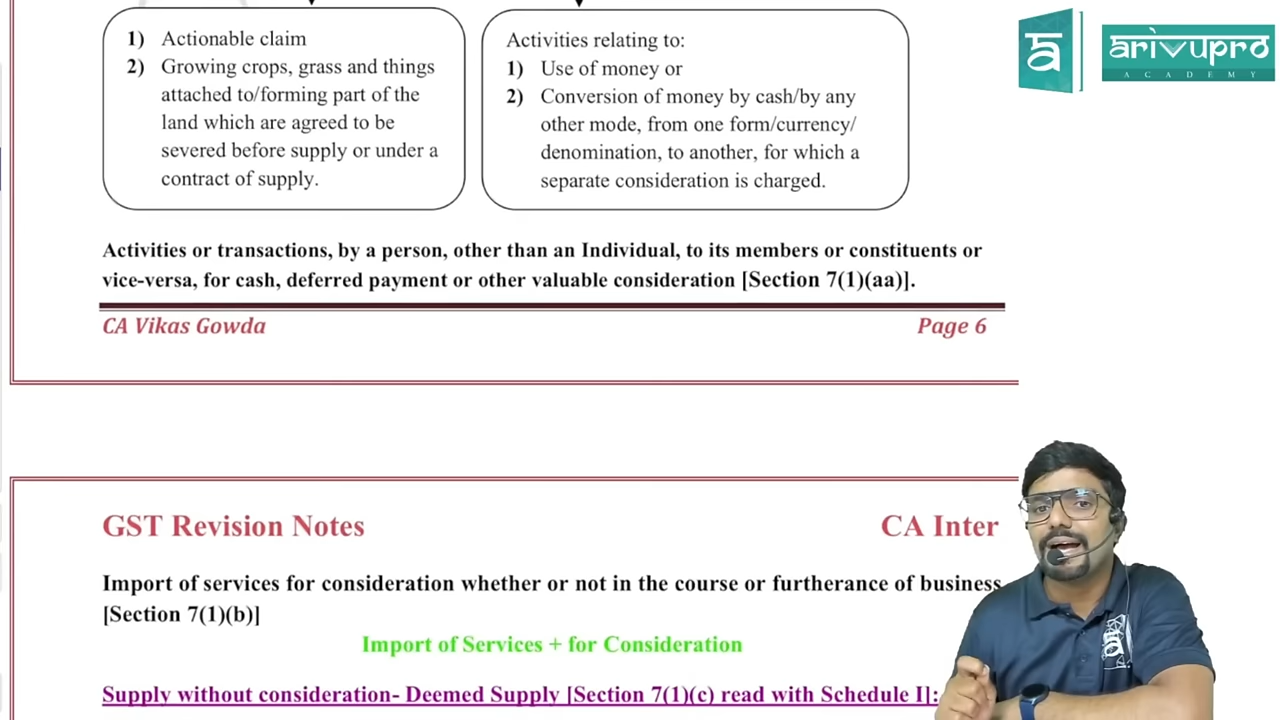 1) Actionable claim
2) Growing crops, grass and things
attached to/forming part of the
land which are agreed to be
severed before supply or under a
contract of supply.
Activities relating to:
1) Use of money or
2) Conversion of money by cash/by any
other mode, from one form/currency/
denomination, to another, for which a
separate consideration is charged.
arivupro
ACADEMY
Activities or transactions, by a person, other than an Individual, to its members or constituents or
vice-versa, for cash, deferred payment or other valuable consideration [Section 7(1)(aa)].
CA Vikas Gowda Page 6
GST Revision Notes CA Inter
Import of services for consideration whether or not in the course or furtherance of business
[Section 7(1)(b)]
Import of Services + for Consideration
Supply without consideration- Deemed Supply [Section 7(1)(c) read with Schedule I]: